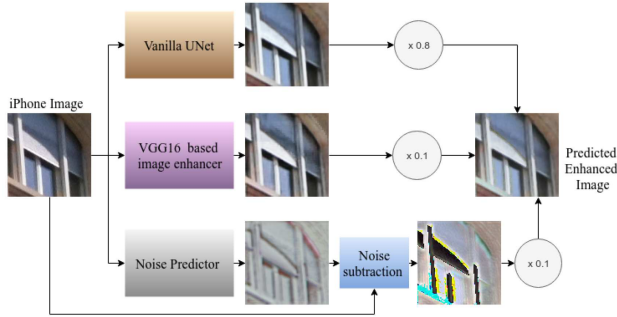 Vanilla UNet
x 0.8
iPhone Image
VGG16 based
image enhancer
x 0.1
Predicted
Enhanced
Image
Noise Predictor
Noise
subtraction
x 0.1